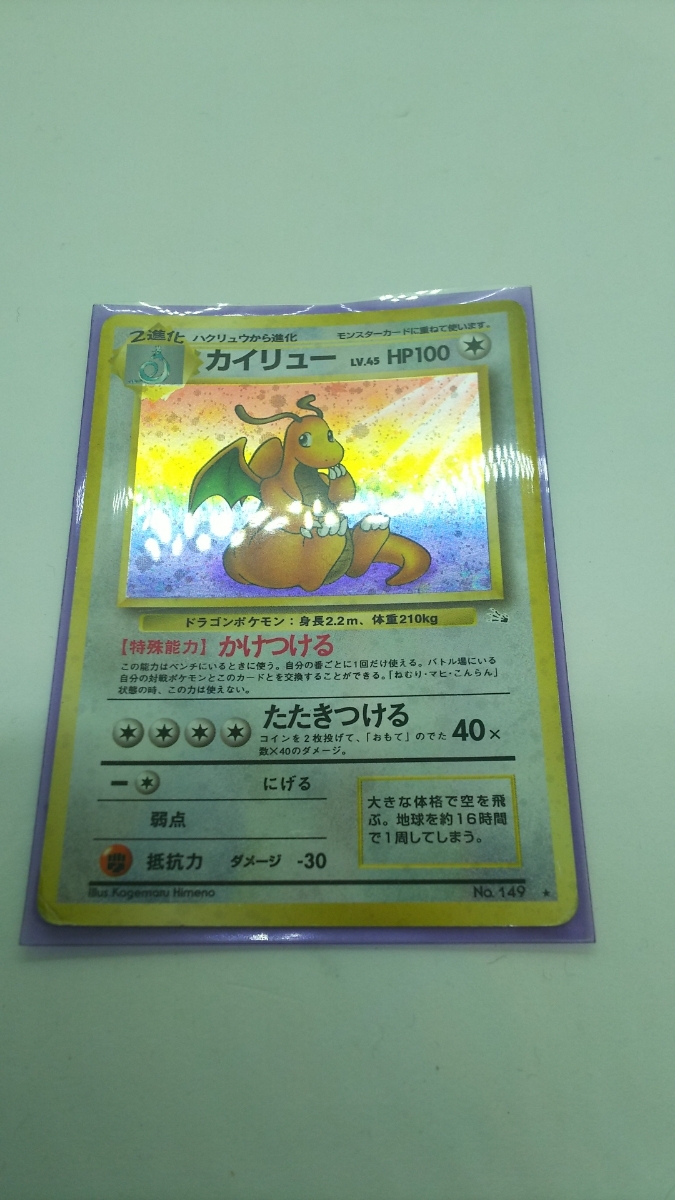 2進化 ハクリュウから進化 モンスターカードに重ねて使います。
カイリュー LV.45 HP100
ドラゴンポケモン：身長2.2m、体重210kg
【特殊能力】かけつける
この能力はベンチにいるときに使う。自分の番ごとに1回だけ使える。バトル場にいる
自分の対戦ポケモンとこのカードとを交換することができる。「ねむり・マヒ・こんらん」
状態の時、この力は使えない。
たたきつける 40×
コインを2枚投げて、「おもて」のでた
数×40のダメージ。
にげる
弱点
抵抗力 ダメージ -30
大きな体格で空を飛
ぶ。地球を約16時間
で1周してしまう。
Illus.Kagemaru Himeno
No. 149 ★